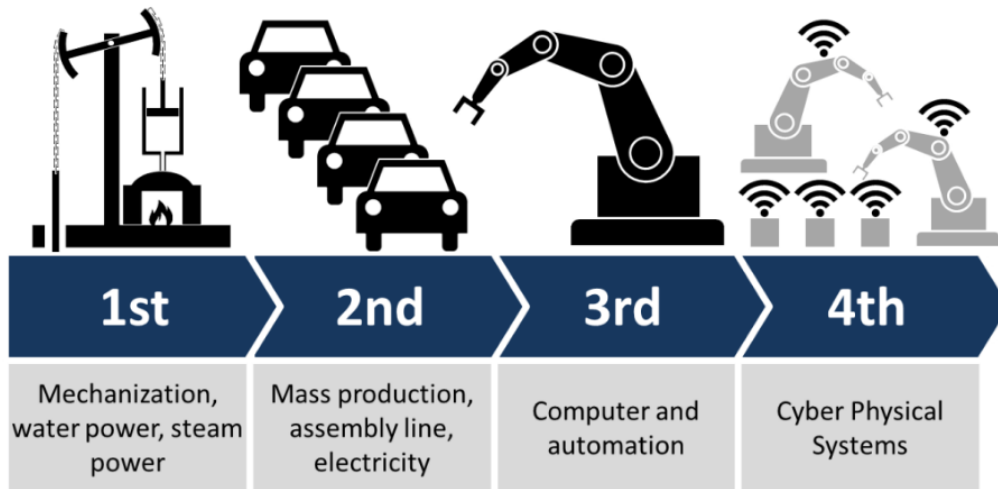 1st
2nd
3rd
4th
Mechanization,
water power, steam
power
Mass production,
assembly line,
electricity
Computer and
automation
Cyber Physical
Systems